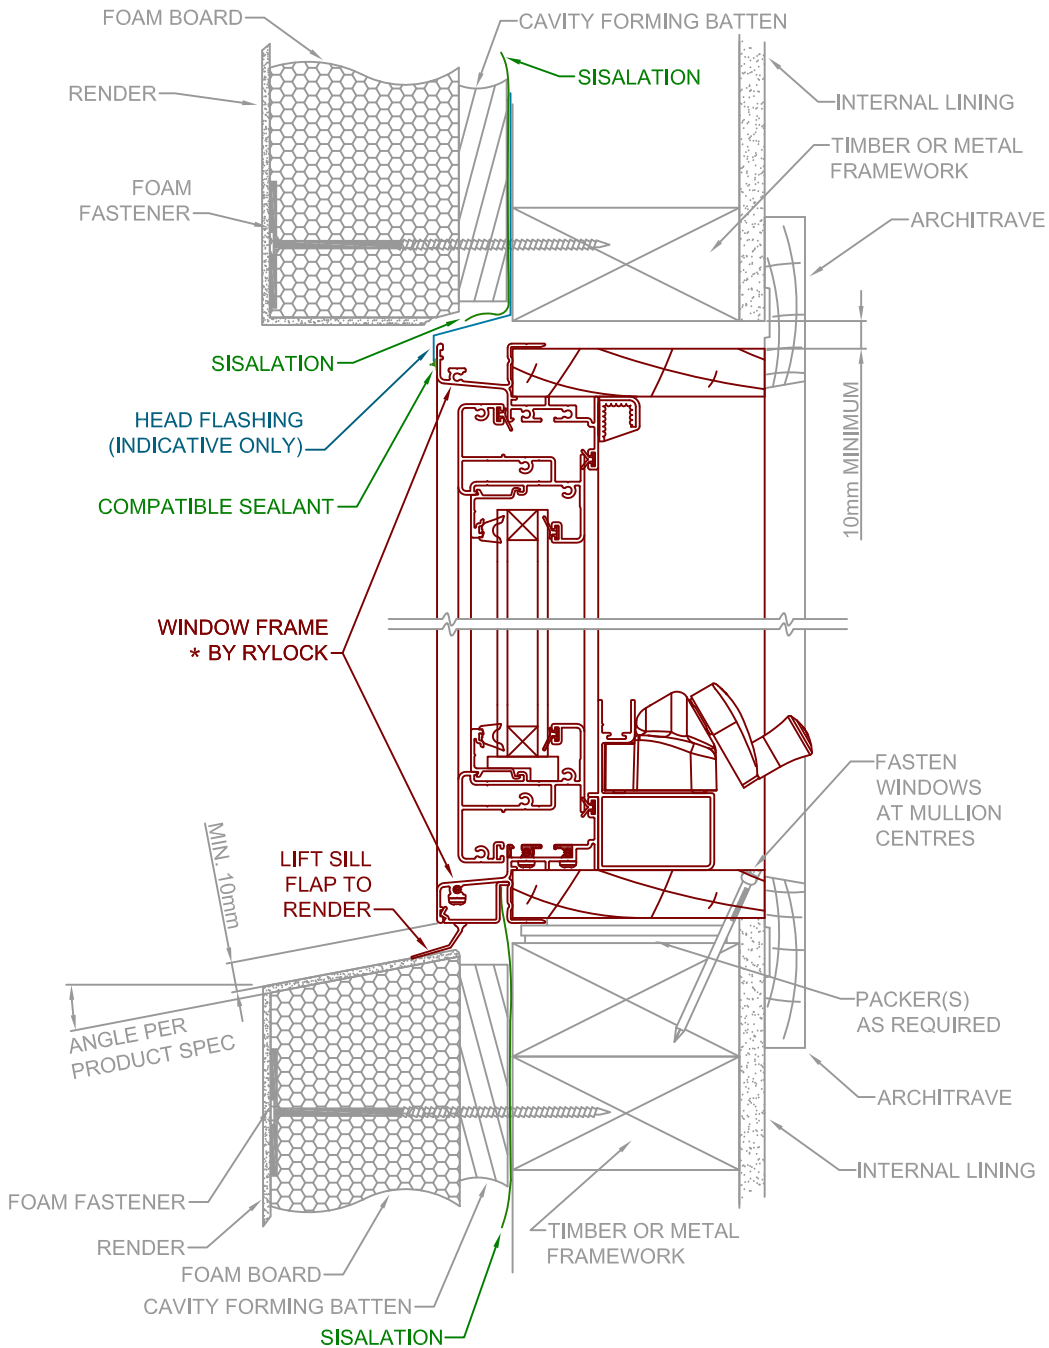 FOAM BOARD
CAVITY FORMING BATTEN
SISALATION
RENDER
INTERNAL LINING
TIMBER OR METAL
FRAMEWORK
FOAM
FASTENER
ARCHITRAVE
SISALATION
HEAD FLASHING
(INDICATIVE ONLY)
10mm MINIMUM
COMPATIBLE SEALANT
WINDOW FRAME
* BY RYLOCK
FASTEN
WINDOWS
AT MULLION
CENTRES
MIN. 10mm
LIFT SILL
FLAP TO
RENDER
PACKER(S)
AS REQUIRED
ANGLE PER
PRODUCT SPEC
ARCHITRAVE
INTERNAL LINING
FOAM FASTENER
TIMBER OR METAL
FRAMEWORK
RENDER
FOAM BOARD
CAVITY FORMING BATTEN
SISALATION